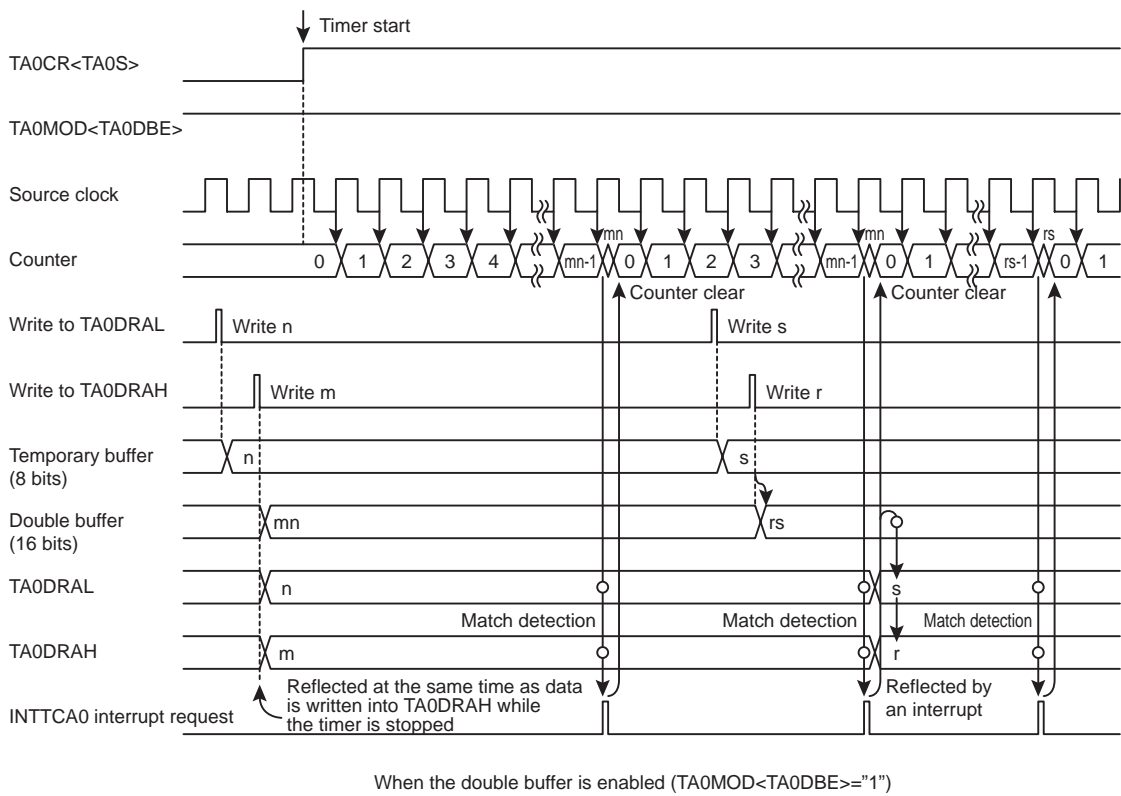 Timer start
TA0CR<TA0S>
TA0MOD<TA0DBE>
Source clock
mn mn rs
Counter 0 1 2 3 4 mn-1 0 1 2 3 mn-1 0 1 rs-1 0 1
Counter clear Counter clear
Write to TA0DRAL Write n Write s
Write to TA0DRAH Write m Write r
Temporary buffer n s
(8 bits)
Double buffer mn rs
(16 bits)
TA0DRAL n s
Match detection Match detection Match detection
TA0DRAH m r
Reflected at the same time as data Reflected by
is written into TA0DRAH while an interrupt
the timer is stopped
INTTCA0 interrupt request
When the double buffer is enabled (TA0MOD<TA0DBE>=”1”)